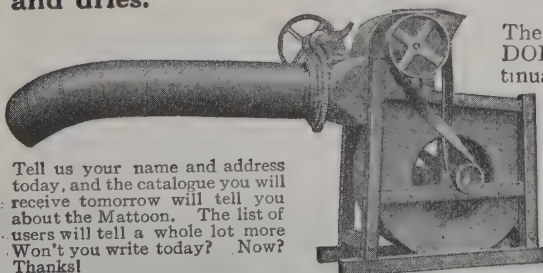 and dries.
The
DOI
tinua
Tell us your name and address
today, and the catalogue you will
receive tomorrow will tell you
about the Mattoon. The list of
users will tell a whole lot more
Won't you write today? Now?
Thanks!